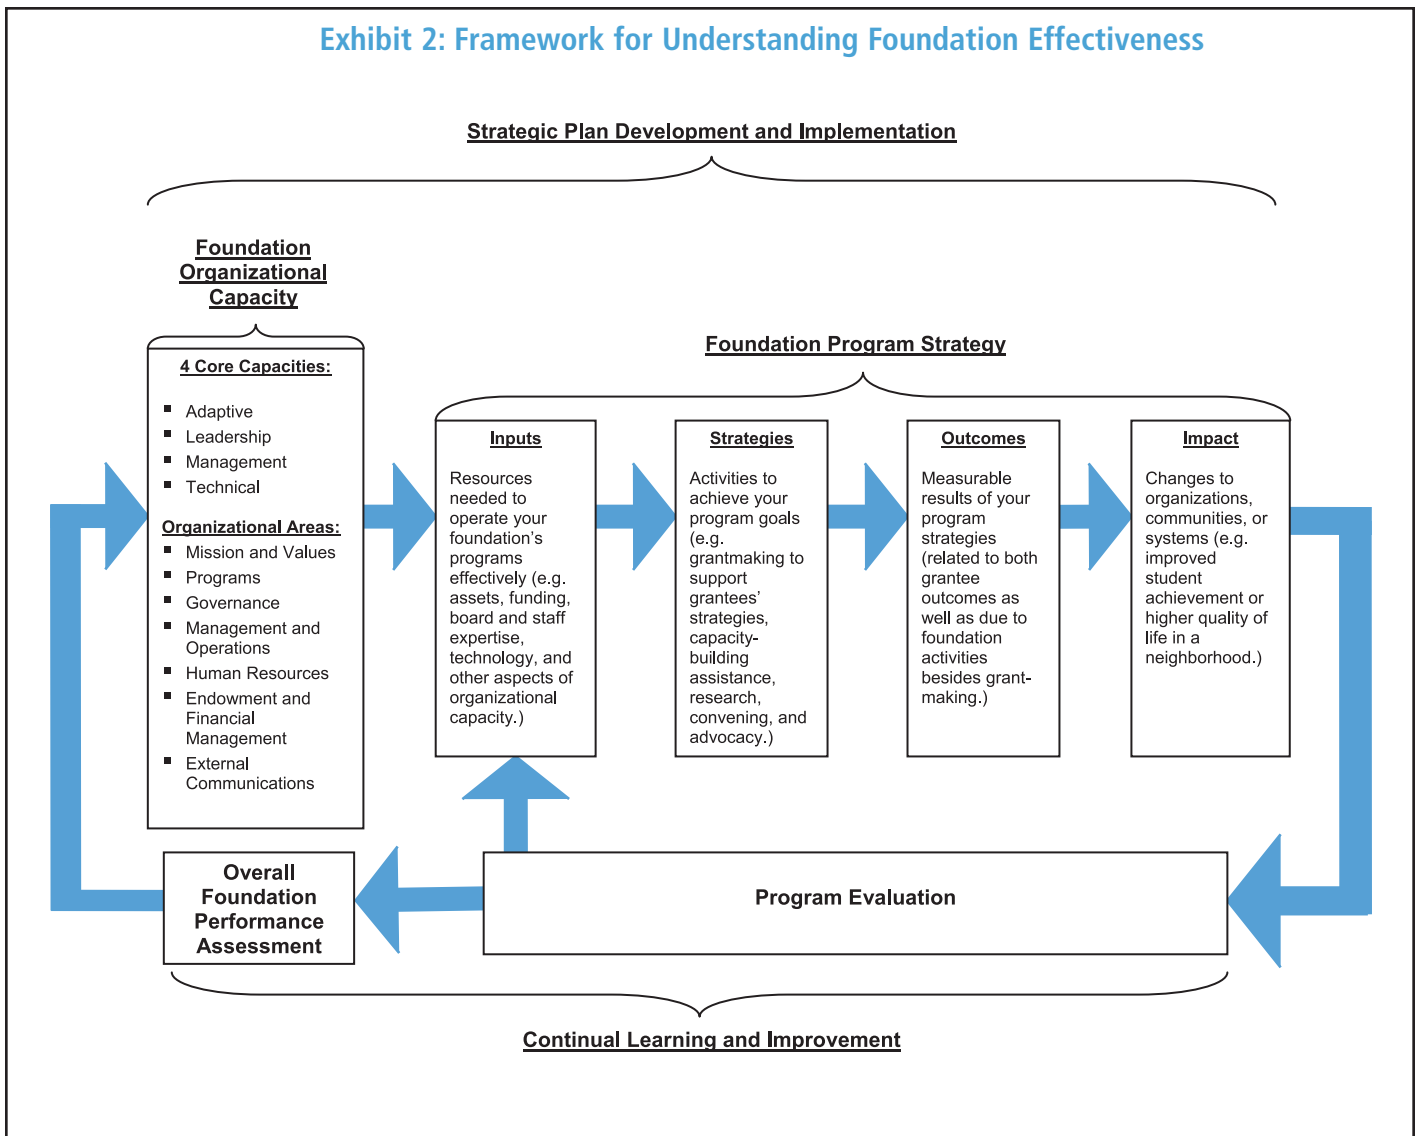 Exhibit 2: Framework for Understanding Foundation Effectiveness
Strategic Plan Development and Implementation
Foundation
Organizational
Capacity
4 Core Capacities:
▪ Adaptive
▪ Leadership
▪ Management
▪ Technical
Organizational Areas:
▪ Mission and Values
▪ Programs
▪ Governance
▪ Management and
Operations
▪ Human Resources
▪ Endowment and
Financial
Management
▪ External
Communications
Foundation Program Strategy
Inputs
Resources
needed to
operate your
foundation’s
programs
effectively (e.g.
assets, funding,
board and staff
expertise,
technology, and
other aspects of
organizational
capacity.)
Strategies
Activities to
achieve your
program goals
(e.g.
grantmaking to
support
grantees’
strategies,
capacity-
building
assistance,
research,
convening, and
advocacy.)
Outcomes
Measurable
results of your
program
strategies
(related to both
grantee
outcomes as
well as due to
foundation
activities
besides grant-
making.)
Impact
Changes to
organizations,
communities, or
systems (e.g.
improved
student
achievement or
higher quality of
life in a
neighborhood.)
Overall
Foundation
Performance
Assessment
Program Evaluation
Continual Learning and Improvement